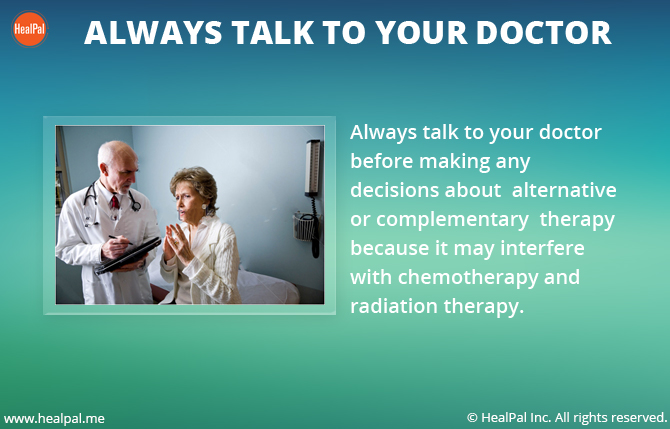 HealPal
ALWAYS TALK TO YOUR DOCTOR
Always talk to your doctor
before making any
decisions about  alternative
or complementary  therapy
because it may interfere
with chemotherapy and
radiation therapy.
www.healpal.me
© HealPal Inc. All rights reserved.